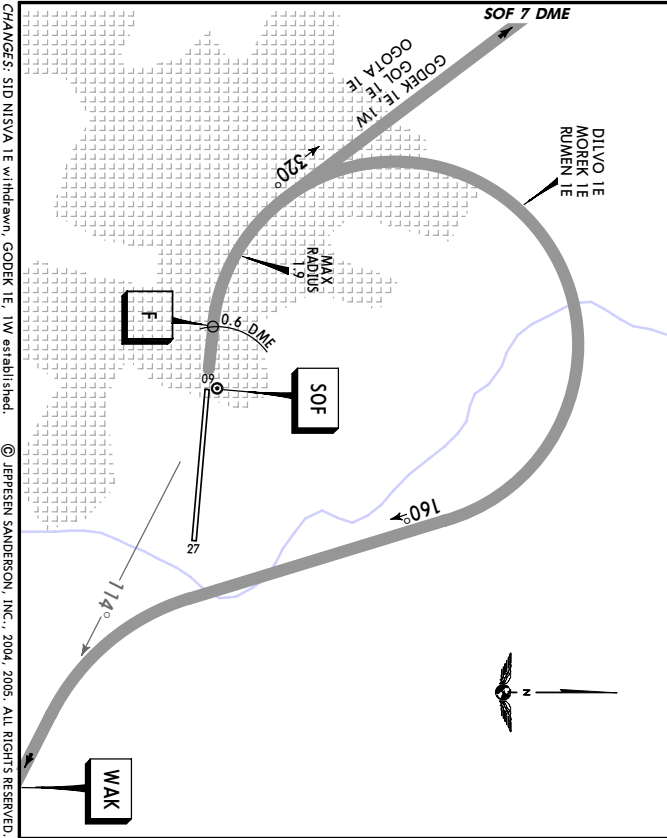 SOF 7 DME
GODEK 1E, 1W
GOL 1E
OGOTA 1E
DILVO 1E
MOREK 1E
RUMEN 1E
320°
MAX
RADIUS
1.9
F
0.6 DME
09
SOF
27
160°
114°
N
WAK
CHANGES: SID NISVA 1E withdrawn, GODEK 1E, 1W established.
© JEPPESEN SANDERSON, INC., 2004, 2005. ALL RIGHTS RESERVED.